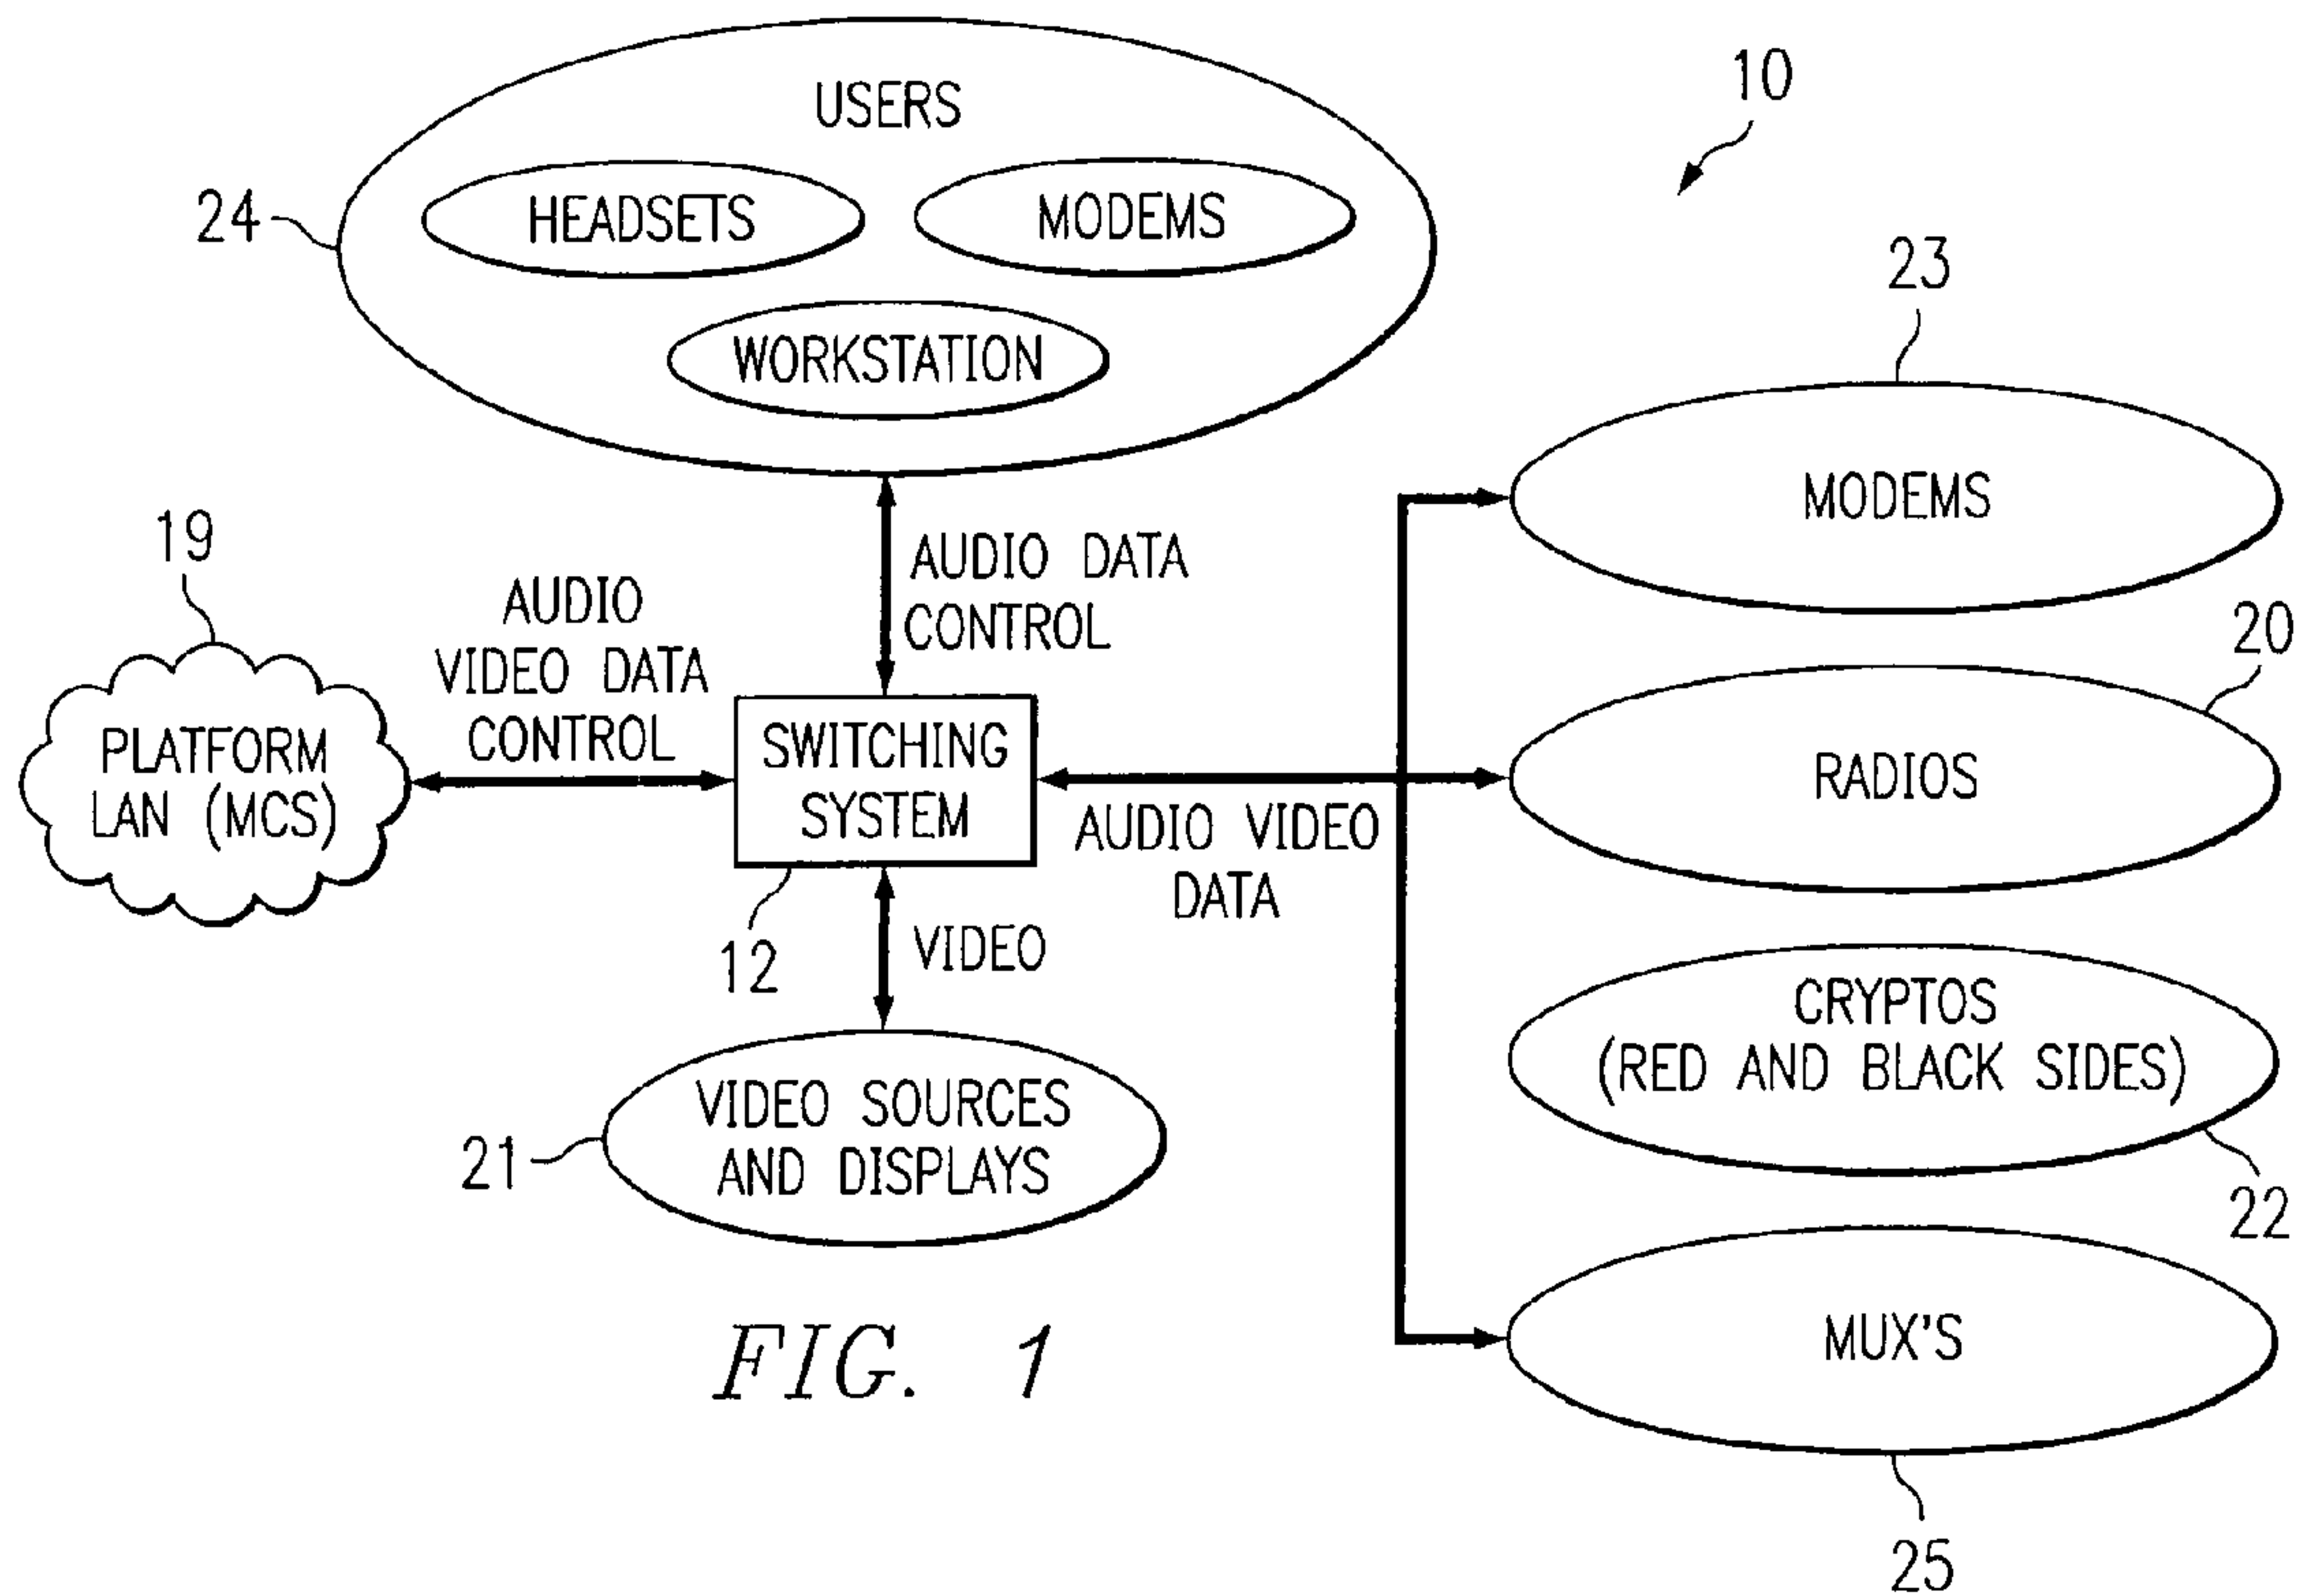 10
USERS
24
HEADSETS
MODEMS
WORKSTATION
23
MODEMS
19
AUDIO DATA
CONTROL
AUDIO
VIDEO DATA
CONTROL
20
PLATFORM
LAN (MCS)
SWITCHING
SYSTEM
RADIOS
AUDIO VIDEO
DATA
12
VIDEO
CRYPTOS
(RED AND BLACK SIDES)
22
21
VIDEO SOURCES
AND DISPLAYS
MUX'S
25
FIG. 1